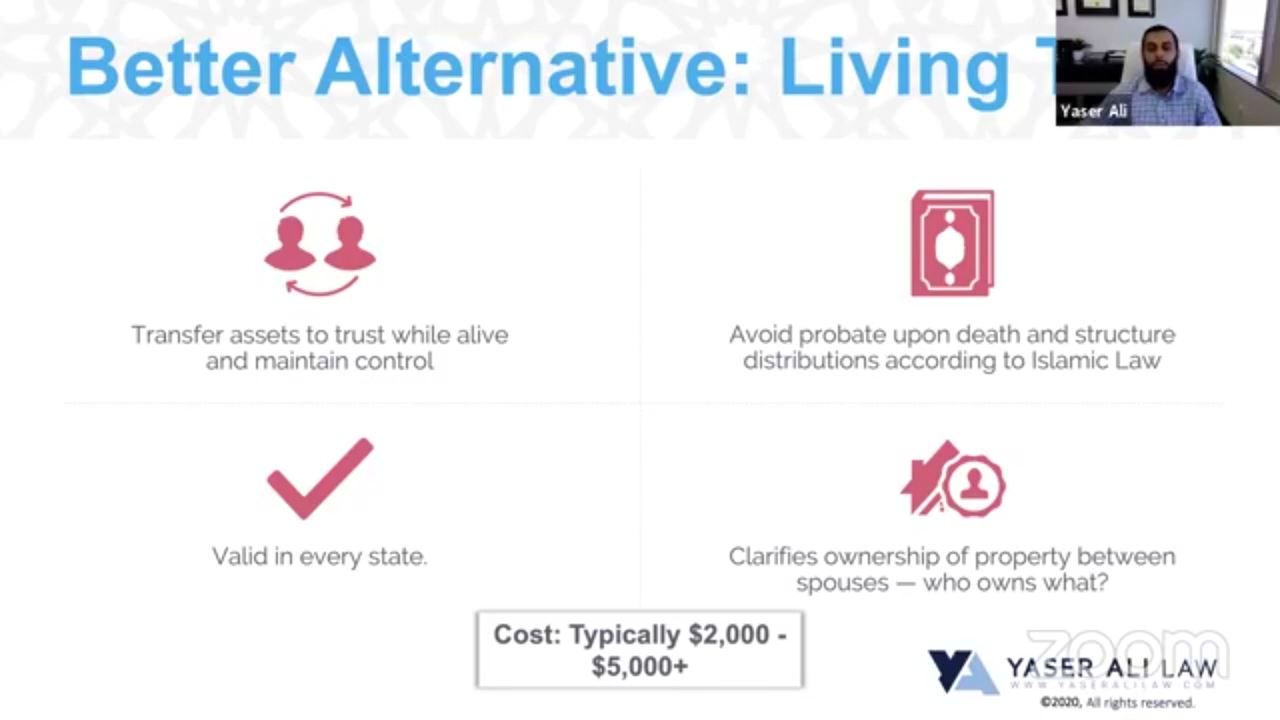 Better Alternative: Living T
Yaser Ali
Transfer assets to trust while alive
and maintain control
Avoid probate upon death and structure
distributions according to Islamic Law
Valid in every state.
Clarifies ownership of property between
spouses — who owns what?
Cost: Typically $2,000 -
$5,000+
zoom
YASER ALI LAW
WWW.YASERALILAW.COM
©2020, All rights reserved.